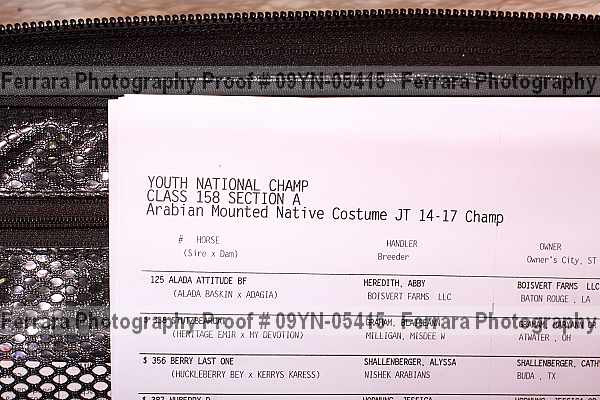 Ferrara Photography Proof # 09YN-05415 Ferrara Photography
YOUTH NATIONAL CHAMP
CLASS 158 SECTION A
Arabian Mounted Native Costume JT 14-17 Champ
# HORSE HANDLER OWNER
(Sire x Dam) Breeder Owner's City, ST
125 ALADA ATTITUDE BF HEREDITH, ABBY BOISVERT FARMS LLC
(ALADA BASKIN x ADAGIA) BOISVERT FARMS LLC BATON ROUGE , LA
Ferrara Photography Proof # 09YN-05415 Ferrara Photography
(HEMITAGE EMIR x MY DEVOTION) MILLIGAN, MISDEE W ATWATER , OH
$ 356 BERRY LAST ONE SHALLENBERGER, ALYSSA SHALLENBERGER, CATH
(HUCKLEBERRY BEY x KERRYS KARESS) NISHEK ARABIANS BUDA , TX